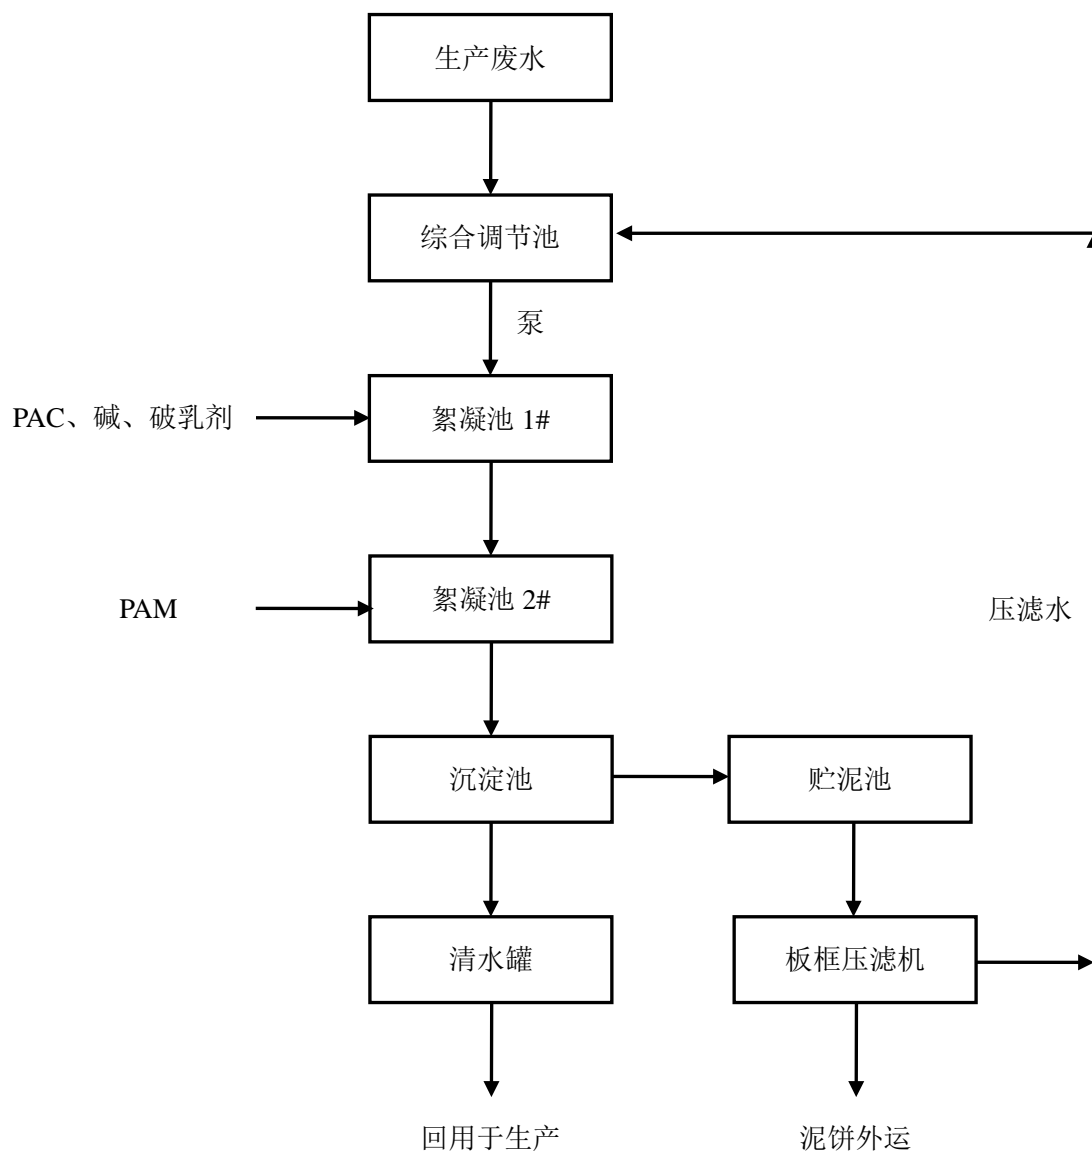 生产废水
综合调节池
泵
PAC、碱、破乳剂
絮凝池 1#
PAM
絮凝池 2#
压滤水
沉淀池
贮泥池
清水罐
板框压滤机
回用于生产
泥饼外运